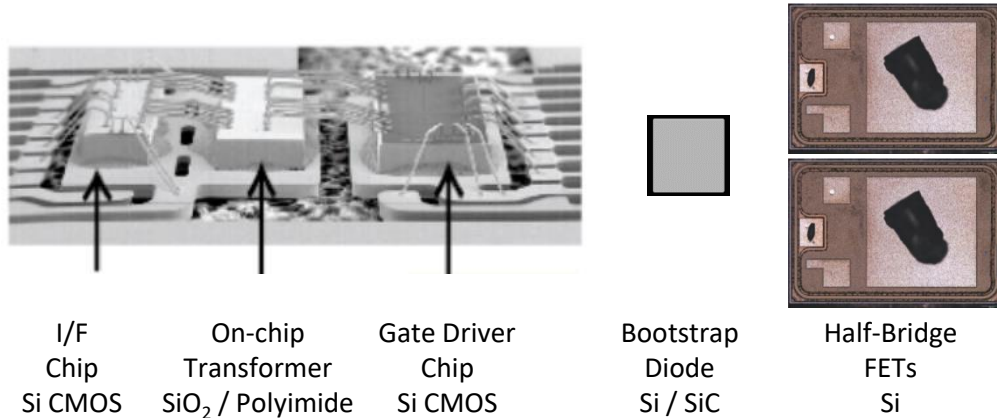 I/F
Chip
Si CMOS
On-chip
Transformer
SiO₂ / Polyimide
Gate Driver
Chip
Si CMOS
Bootstrap
Diode
Si / SiC
Half-Bridge
FETs
Si